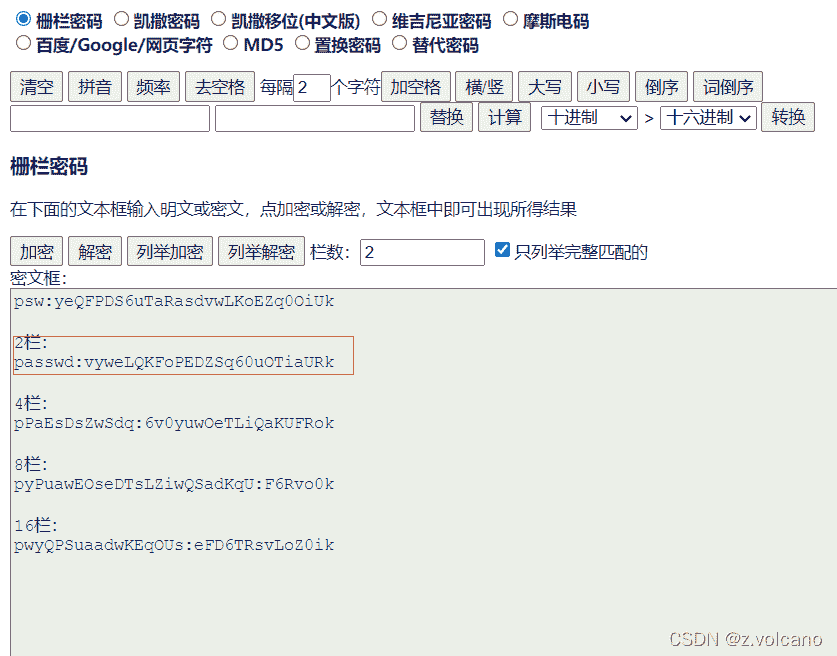 栅栏密码 凯撒密码 凯撒移位(中文版) 维吉尼亚密码 摩斯电码
百度/Google/网页字符 MD5 置换密码 替代密码
清空 拼音 频率 去空格 每隔2个字符加空格 横/竖 大写 小写 倒序 词倒序
替换 计算 十进制 > 十六进制 转换
栅栏密码
在下面的文本框输入明文或密文，点加密或解密，文本框中即可出现所得结果
加密 解密 列举加密 列举解密 栏数： 2 只列举完整匹配的
密文框：
psw:yeQFPDS6uTaRasdvwLKoEZq0OiUk
2栏：
passwd:vyweLQKFoPEDZSq60uOTiaURk
4栏：
pPaEsDsZwSdq:6v0yuwOeTLiQaKUFRok
8栏：
pyPuawEOseDTsLZiwQSadKqU:F6Rvo0k
16栏：
pwyQPSuaadwKEqOUs:eFD6TRsvLoZ0ik
CSDN @z.volcano